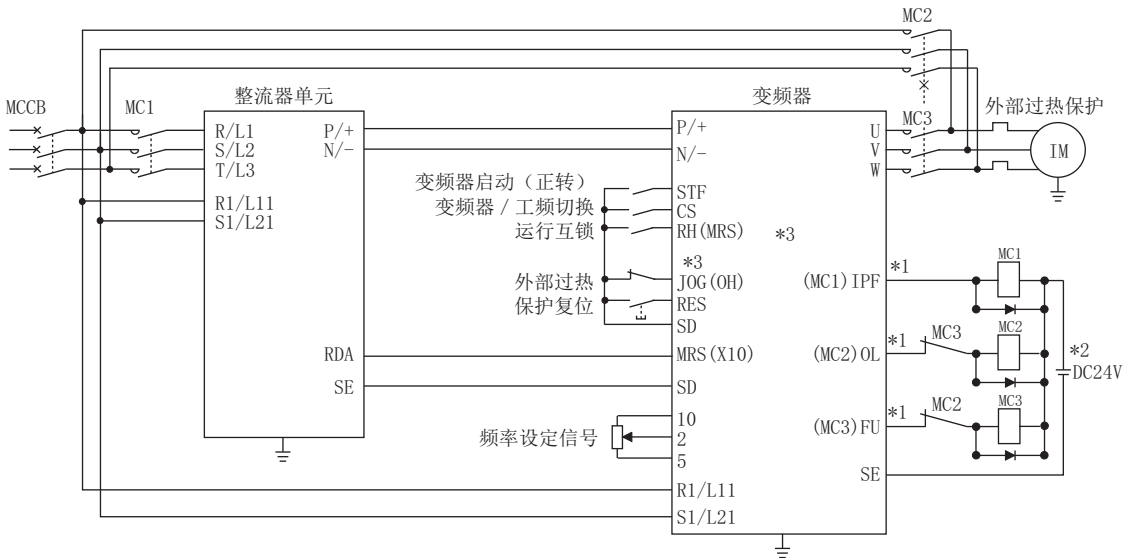 MC2
整流器单元
变频器
外部过热保护
MCCB
MC1
MC3
R/L1
S/L2
T/L3
R1/L11
S1/L21
P/+
N/-
RDA
SE
P/+
N/-
U
V
W
IM
变频器启动（正转）
变频器 / 工频切换
运行互锁
外部过热
保护复位
STF
CS
RH(MRS)
*3
*3
JOG(OH)
RES
SD
MRS(X10)
SD
频率设定信号
10
2
5
R1/L11
S1/L21
(MC1)IPF
*1
MC1
(MC2)OL
*1
MC3
MC2
(MC3)FU
*1
MC2
MC3
SE
*2
DC24V